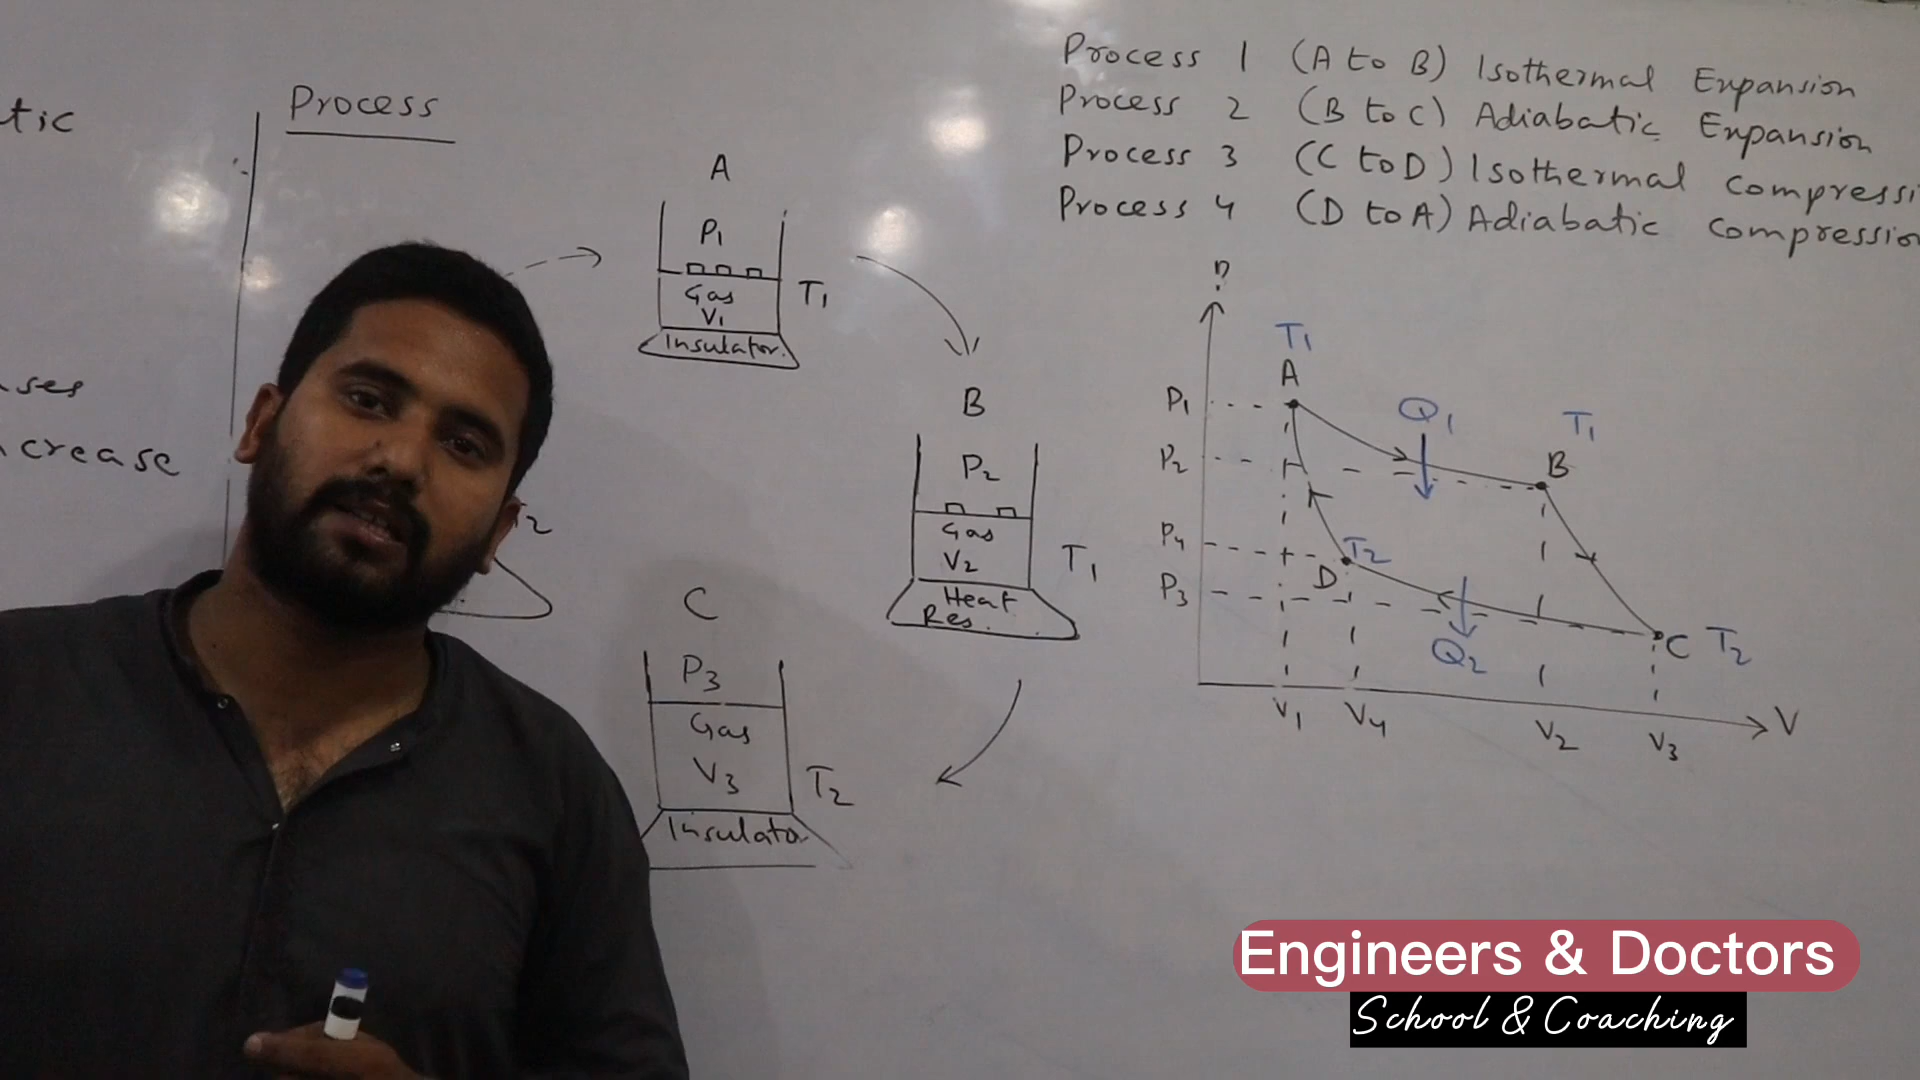 tic
ses
crease
Process
A
P1
Gas
V1
Insulator.
T1
B
P2
Gas
V2
Heat
Res.
T1
C
P3
Gas
V3
Insulato
T2
2
Process 1 (A to B) Isothermal Expansion
Process 2 (B to C) Adiabatic Expansion
Process 3 (C to D) Isothermal compressi
Process 4 (D to A) Adiabatic compression
P
T1
A
P1
Q1
T1
P2
B
P4
T2
D
P3
Q2
C T2
V1 V4 V2 V3
V
Engineers & Doctors
School & Coaching